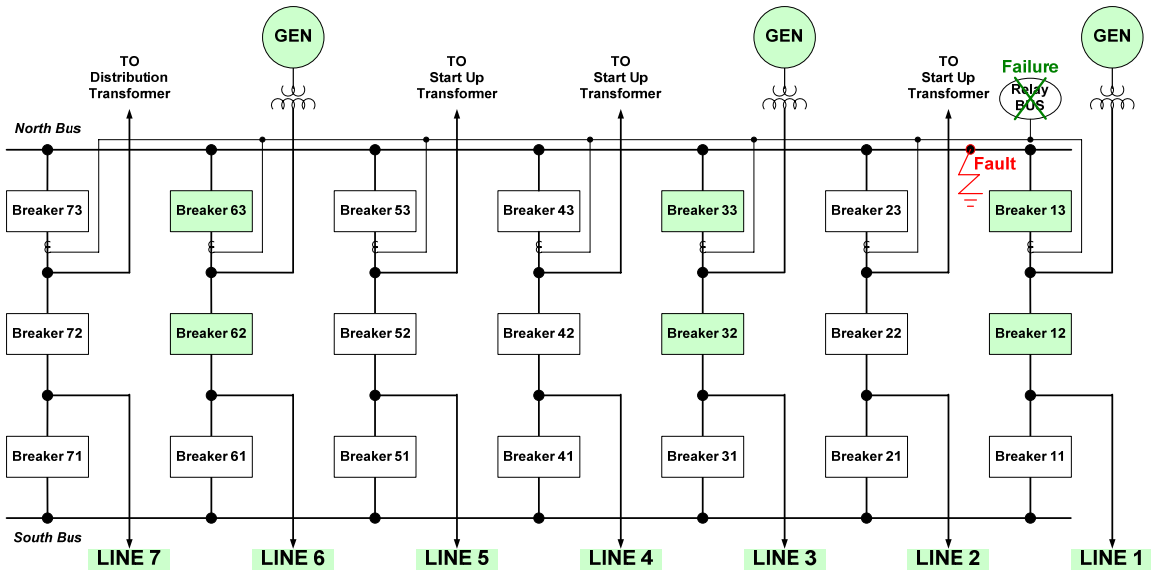 GEN
GEN
GEN
TO
Distribution
Transformer
TO
Start Up
Transformer
TO
Start Up
Transformer
TO
Start Up
Transformer
Failure
Relay
BUS
North Bus
Fault
Breaker 73
Breaker 63
Breaker 53
Breaker 43
Breaker 33
Breaker 23
Breaker 13
Breaker 72
Breaker 62
Breaker 52
Breaker 42
Breaker 32
Breaker 22
Breaker 12
Breaker 71
Breaker 61
Breaker 51
Breaker 41
Breaker 31
Breaker 21
Breaker 11
South Bus
LINE 7
LINE 6
LINE 5
LINE 4
LINE 3
LINE 2
LINE 1